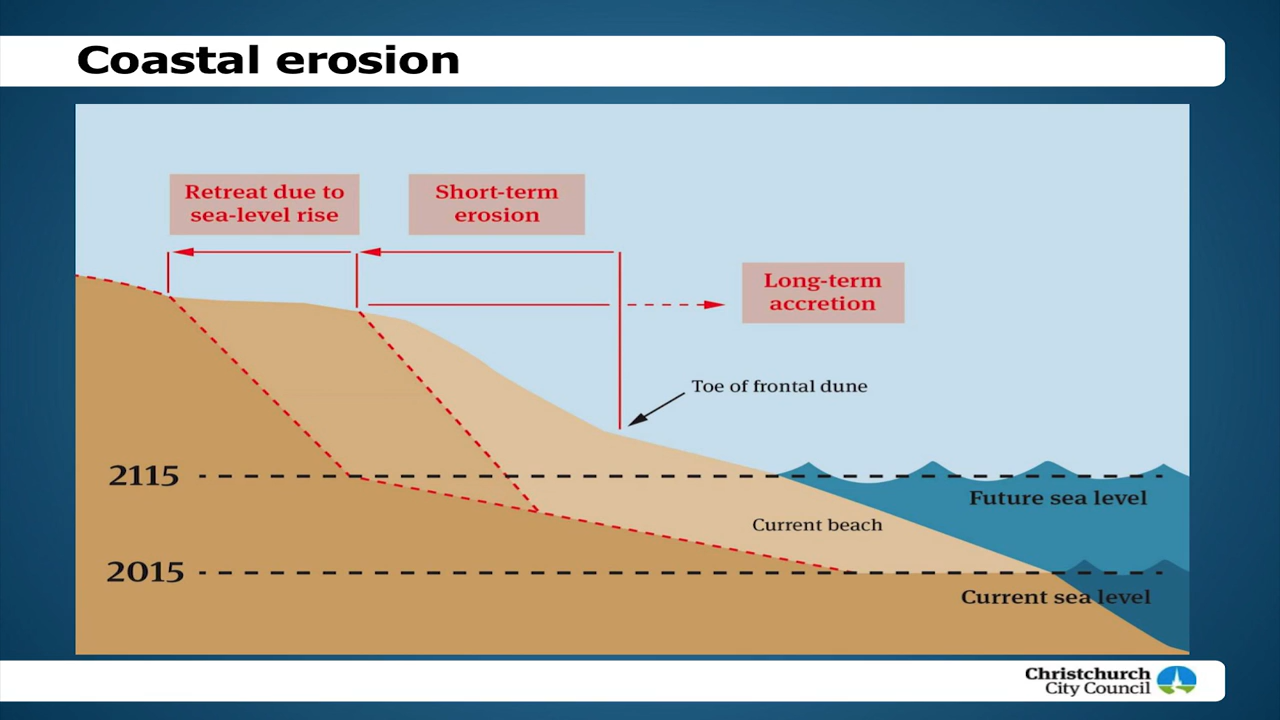 Coastal erosion
Retreat due to
sea-level rise
Short-term
erosion
Long-term
accretion
Toe of frontal dune
2115
Future sea level
Current beach
2015
Current sea level
Christchurch
City Council